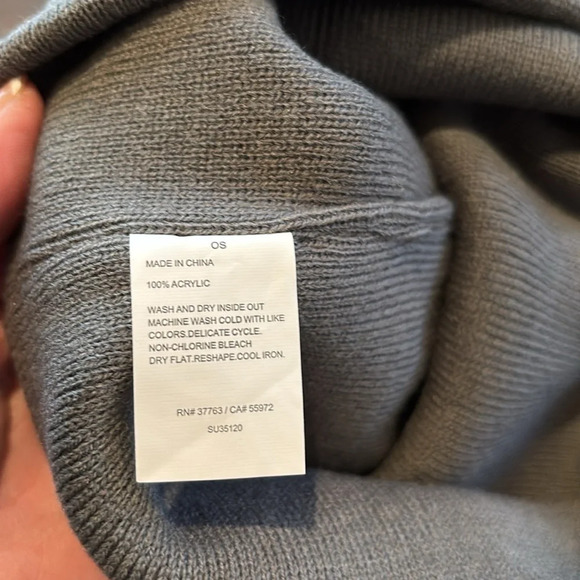 OS
MADE IN CHINA
100% ACRYLIC
WASH AND DRY INSIDE OUT
MACHINE WASH COLD WITH LIKE
COLORS.DELICATE CYCLE.
NON-CHLORINE BLEACH
DRY FLAT.RESHAPE.COOL IRON.
RN# 37763 / CA# 55972
SU35120